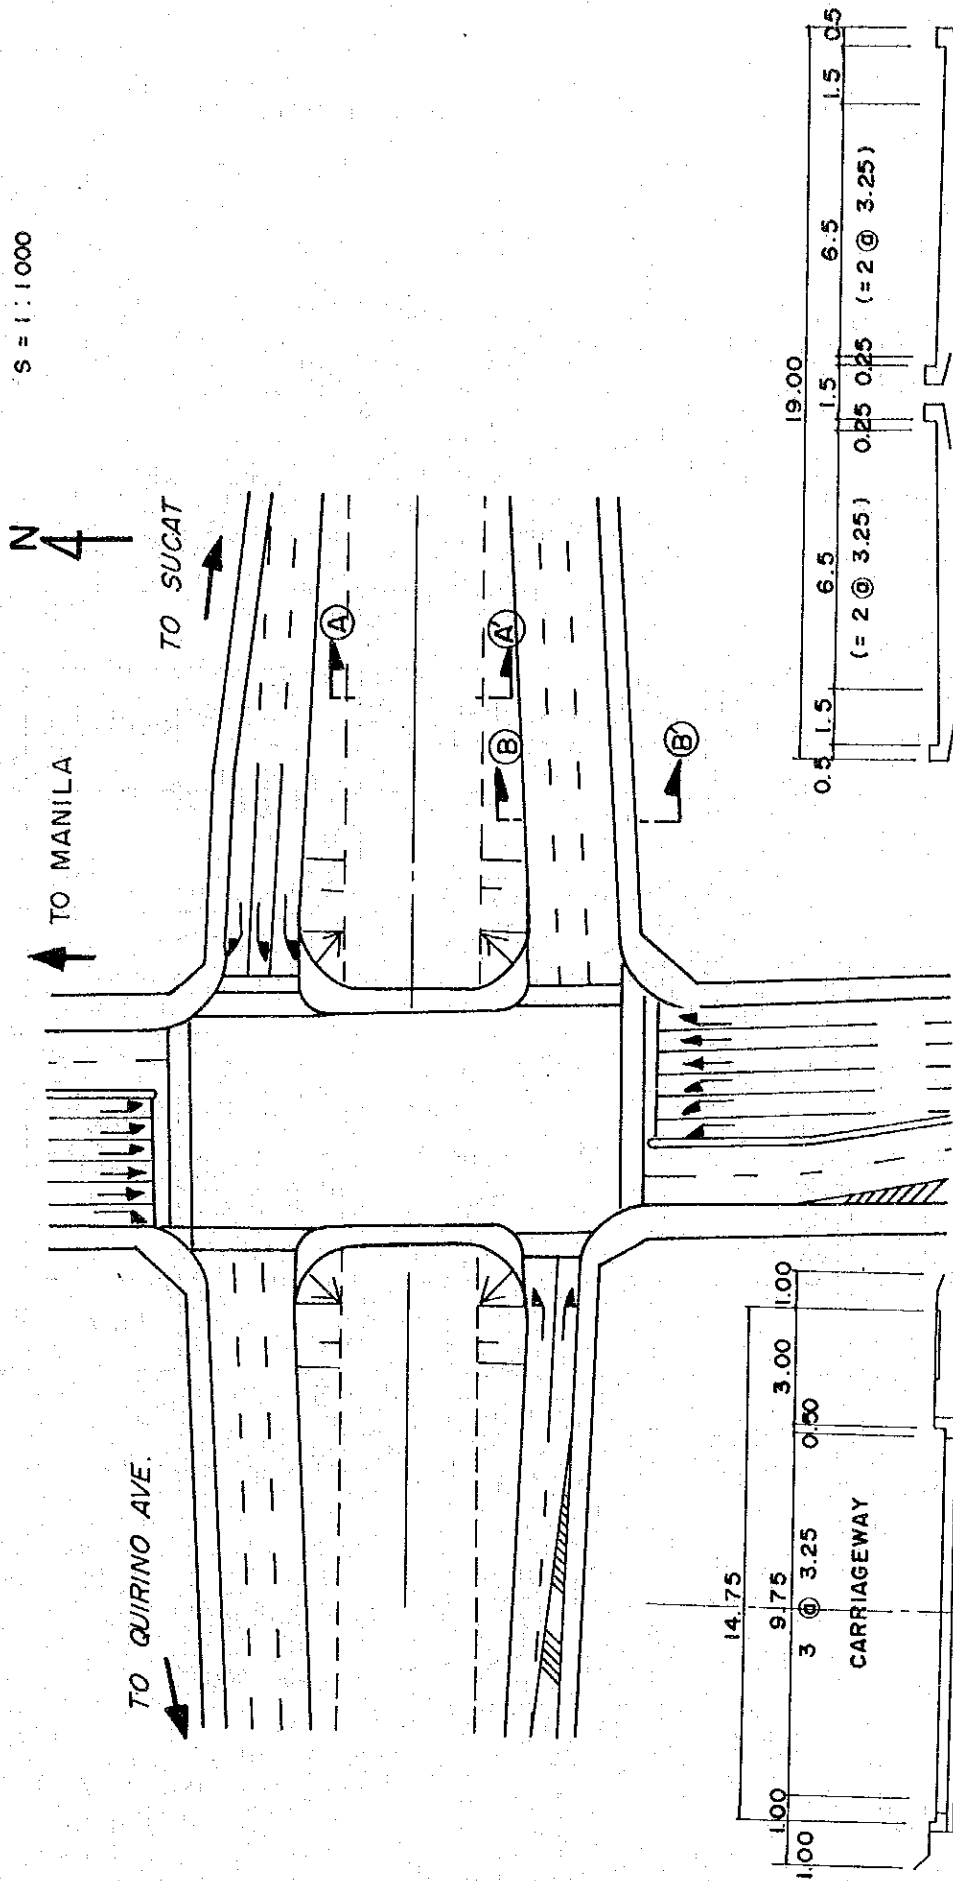 S = 1 : 1000
N
TO MANILA
TO SUCAT
TO QUIRINO AVE.
A
A'
B
B'
14.75
9.75
1.00
1.00
3 @ 3.25
0.50
3.00
1.00
CARRIAGEWAY
19.00
0.5
1.5
6.5
1.5
6.5
1.5
0.5
(= 2 @ 3.25)
0.25
0.25
(= 2 @ 3.25)